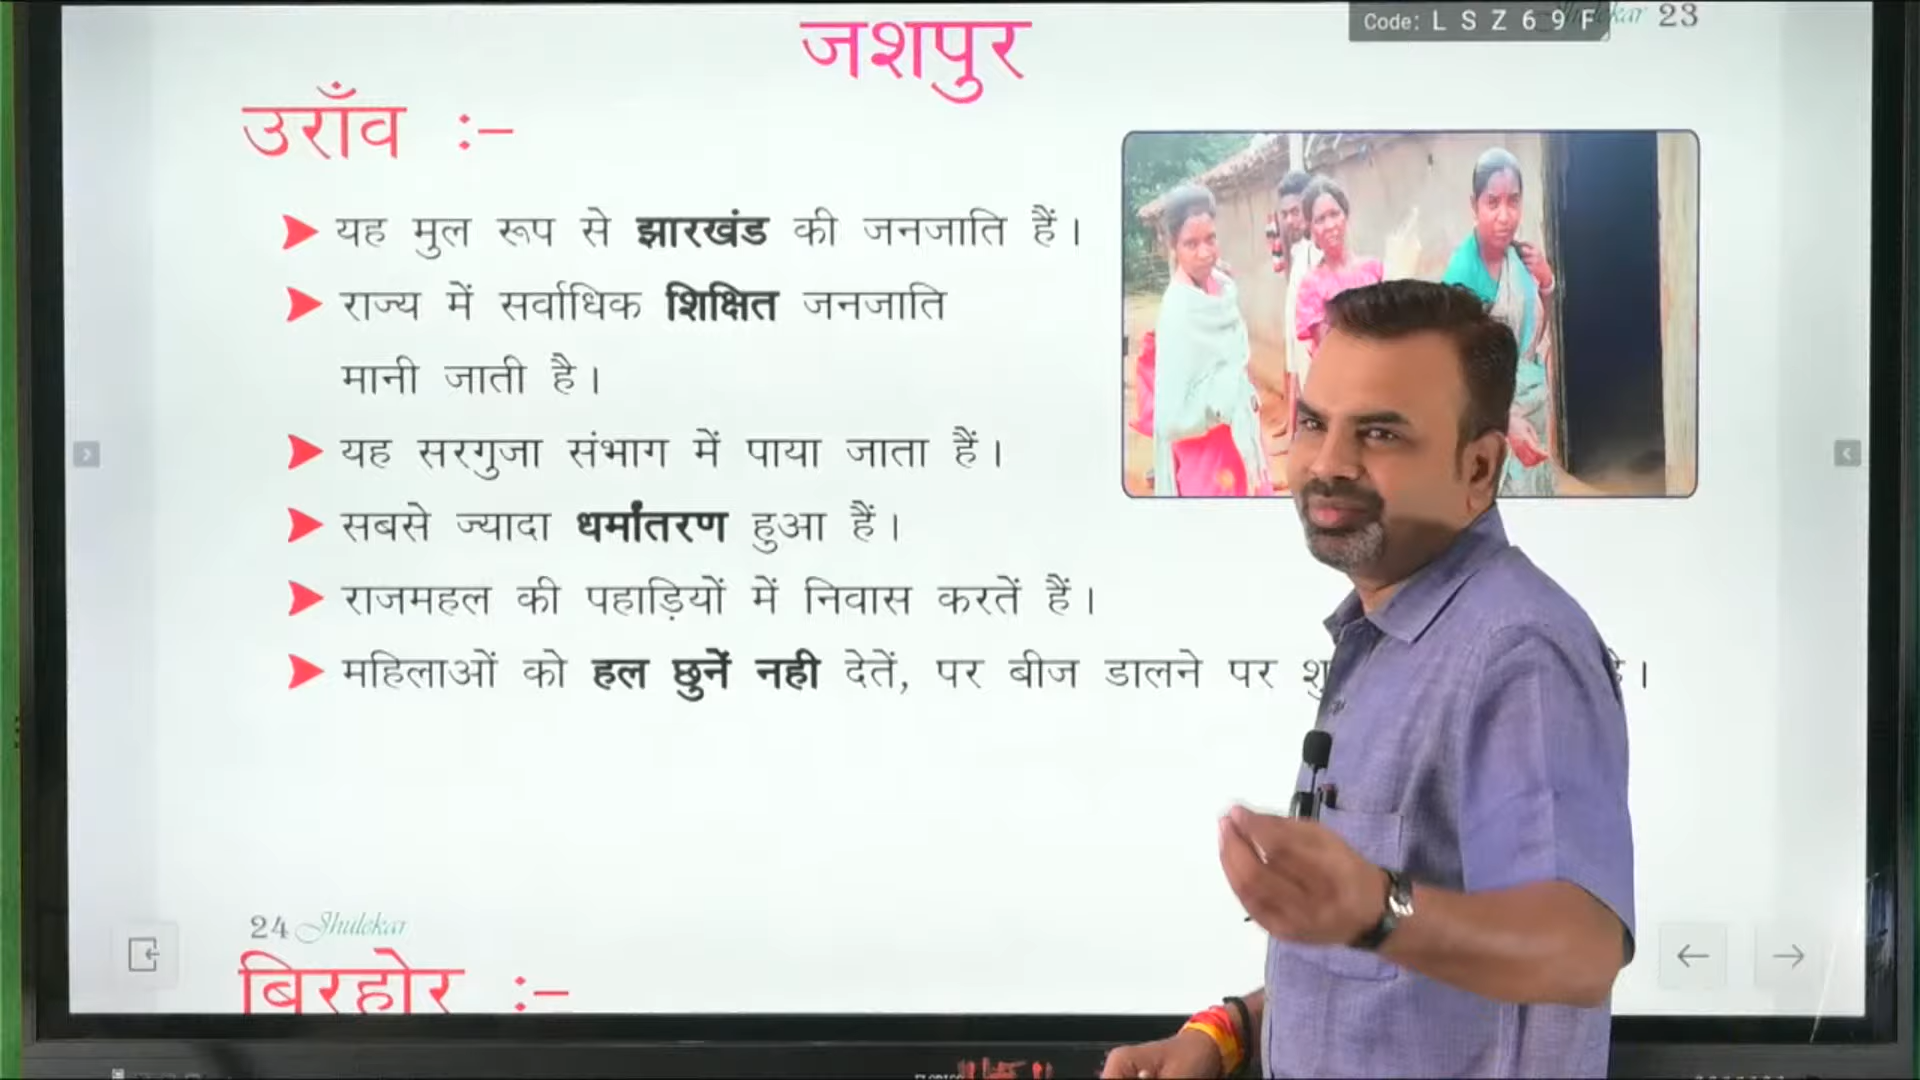 जशपुर
Code: L S Z 6 9 F
23
उराँव :–
यह मुल रूप से झारखंड की जनजाति हैं।
राज्य में सर्वाधिक शिक्षित जनजाति
मानी जाती है।
यह सरगुजा संभाग में पाया जाता हैं।
सबसे ज्यादा धर्मांतरण हुआ हैं।
राजमहल की पहाड़ियों में निवास करतें हैं।
महिलाओं को हल छुनें नही देतें, पर बीज डालने पर
24 Jhulekar
बिरहोर :–